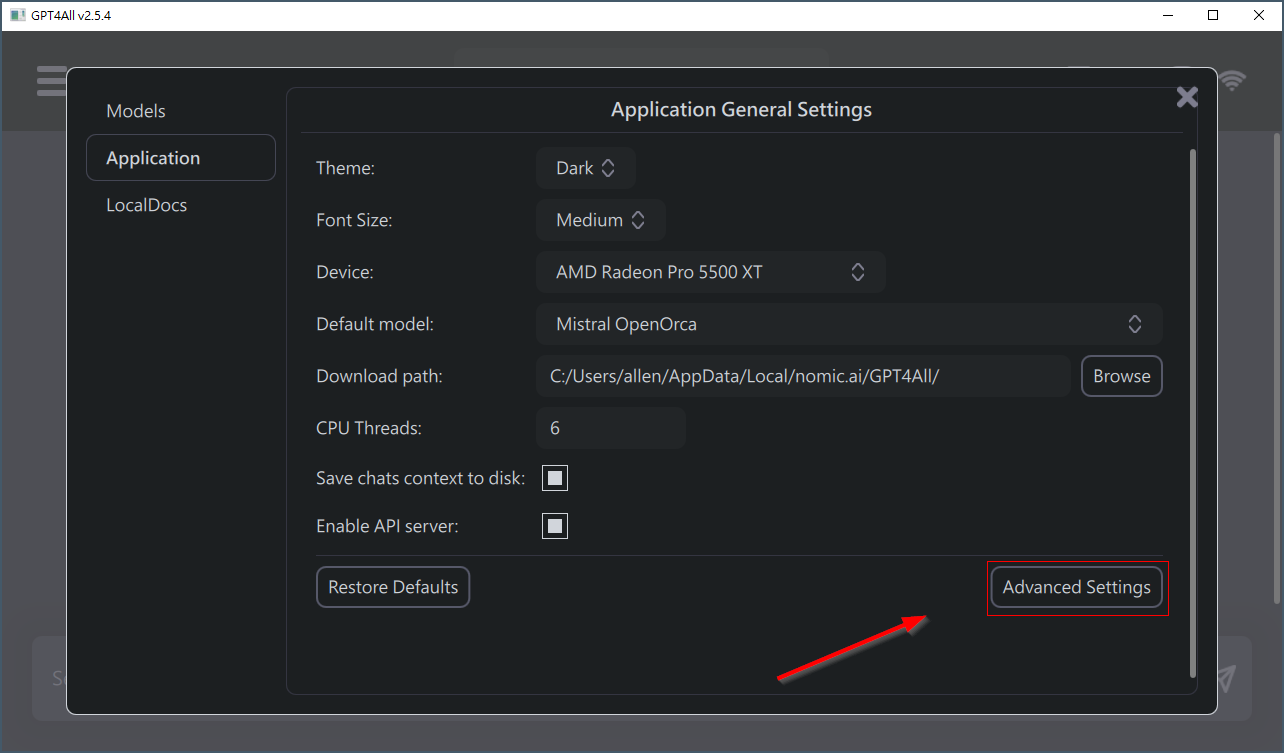 GPT4All v2.5.4
Models
Application
LocalDocs
Application General Settings
Theme:
Dark
Font Size:
Medium
Device:
AMD Radeon Pro 5500 XT
Default model:
Mistral OpenOrca
Download path:
C:/Users/allen/AppData/Local/nomic.ai/GPT4All/
Browse
CPU Threads:
6
Save chats context to disk:
Enable API server:
Restore Defaults
Advanced Settings